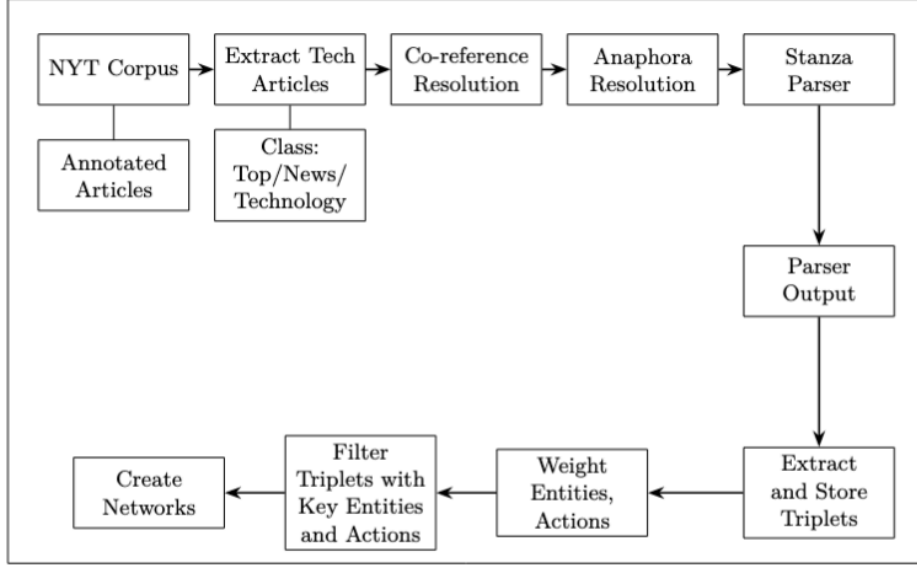 NYT Corpus
Extract Tech
Articles
Co-reference
Resolution
Anaphora
Resolution
Stanza
Parser
Annotated
Articles
Class:
Top/News/
Technology
Parser
Output
Extract
and Store
Triplets
Weight
Entities,
Actions
Filter
Triplets with
Key Entities
and Actions
Create
Networks